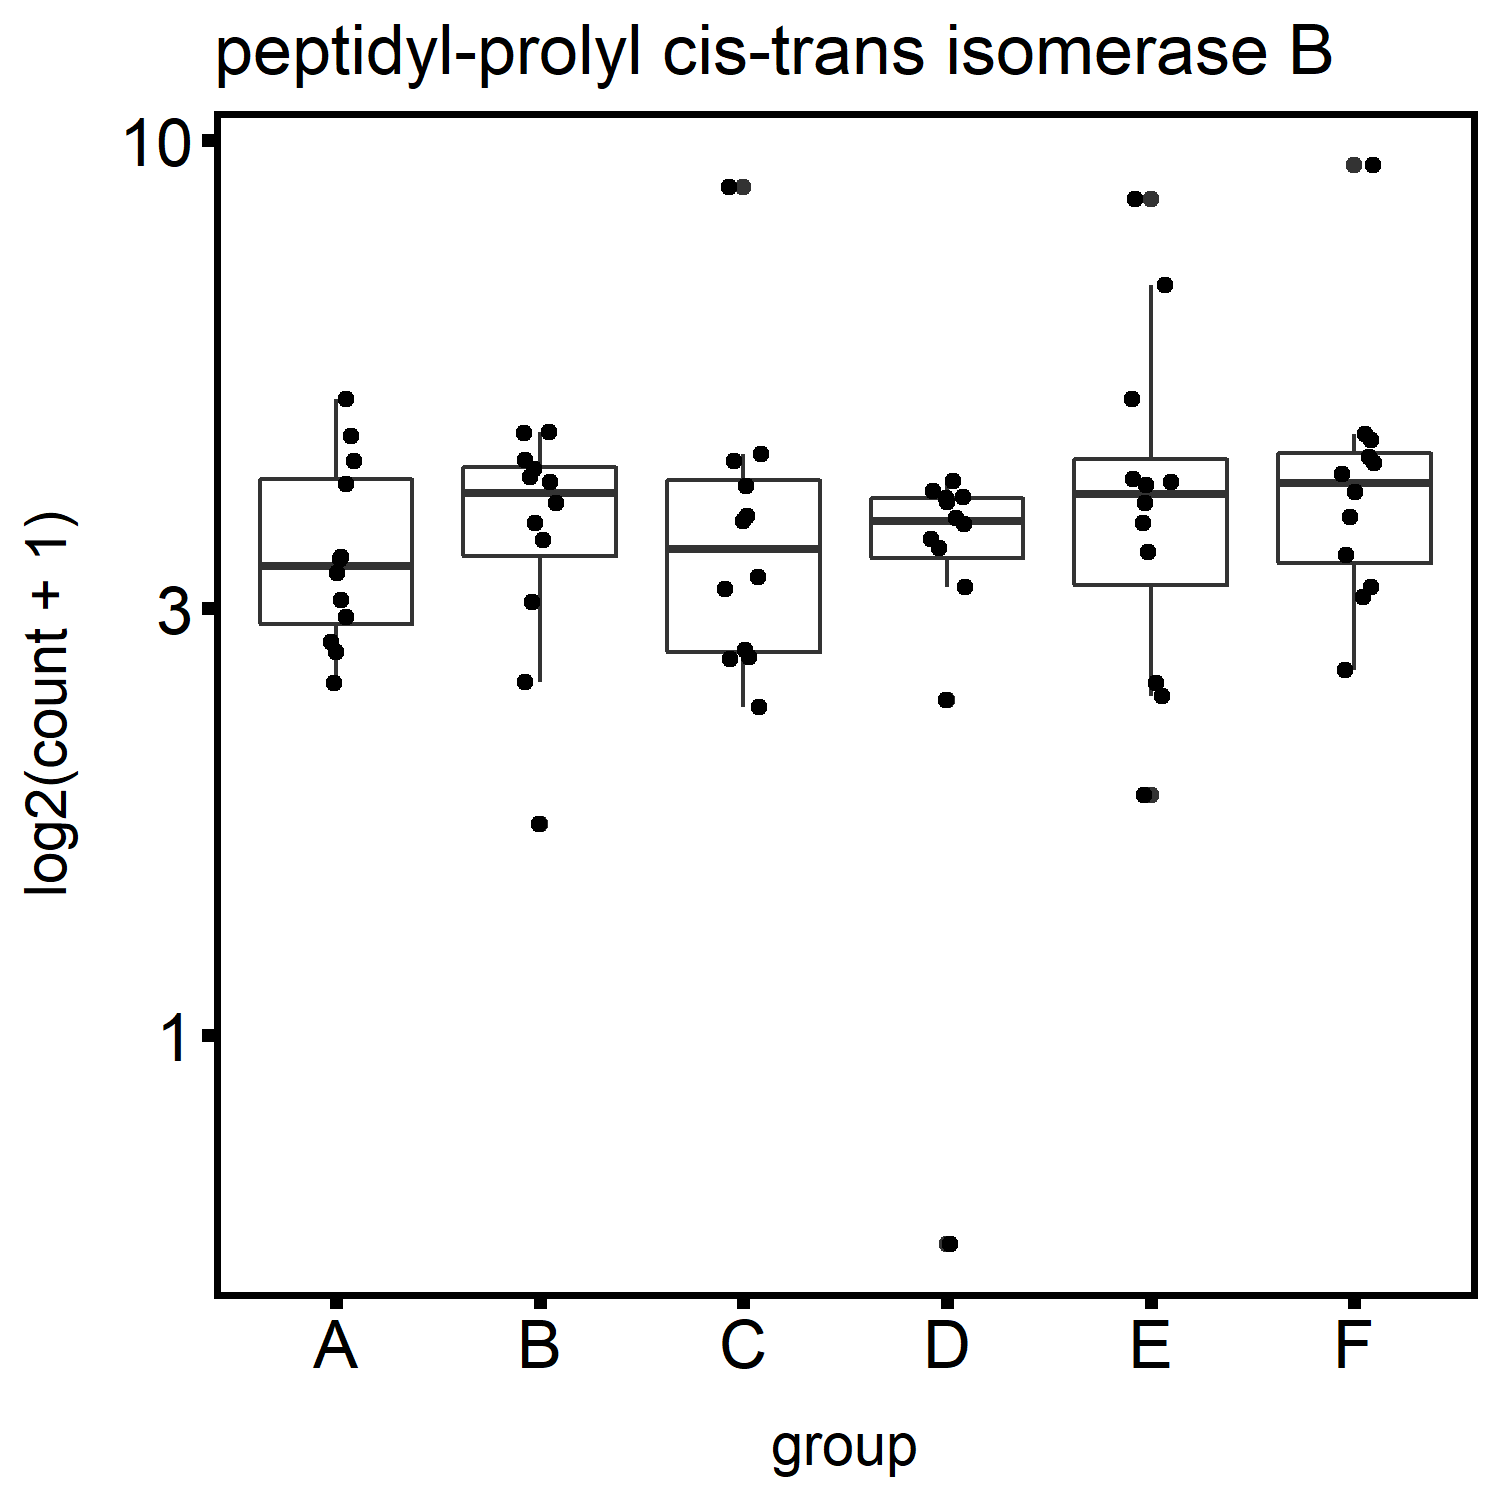 peptidyl-prolyl cis-trans isomerase B
10
3
1
log2(count + 1)
A B C D E F
group